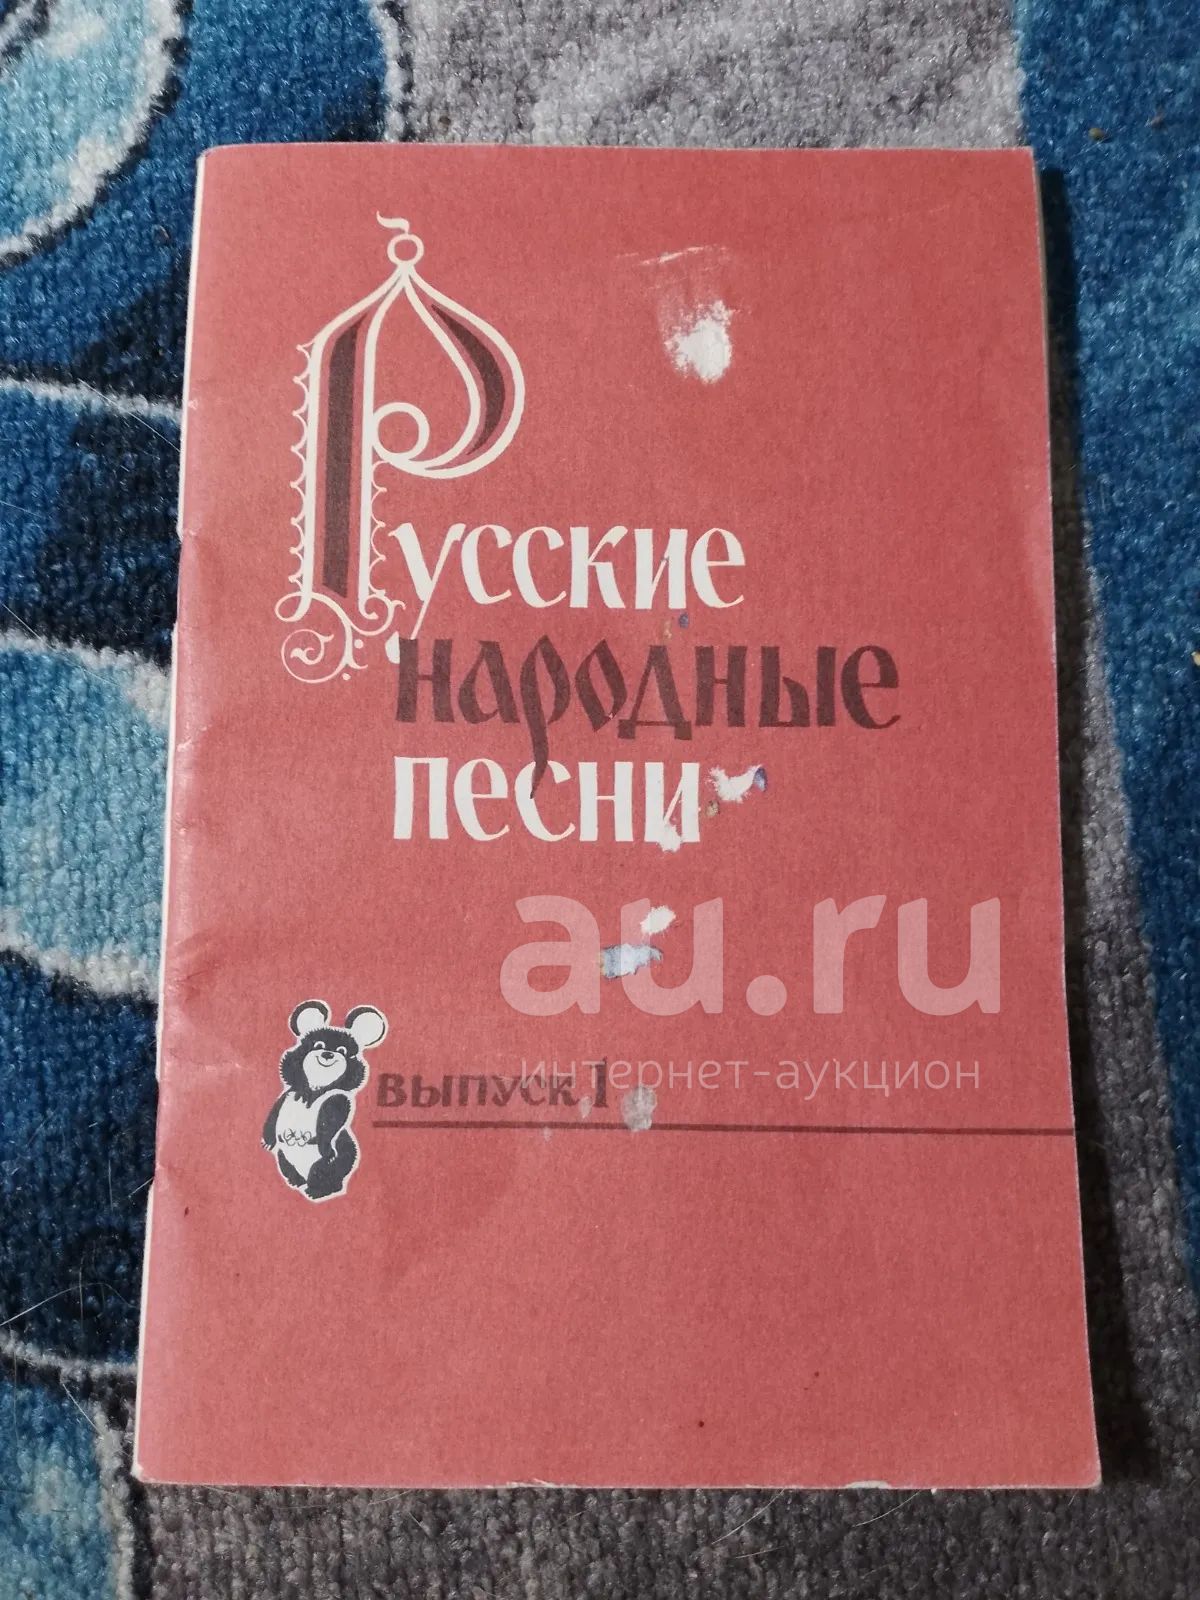 Русские
народные
песни
au.ru
интернет-аукцион
выпуск 1